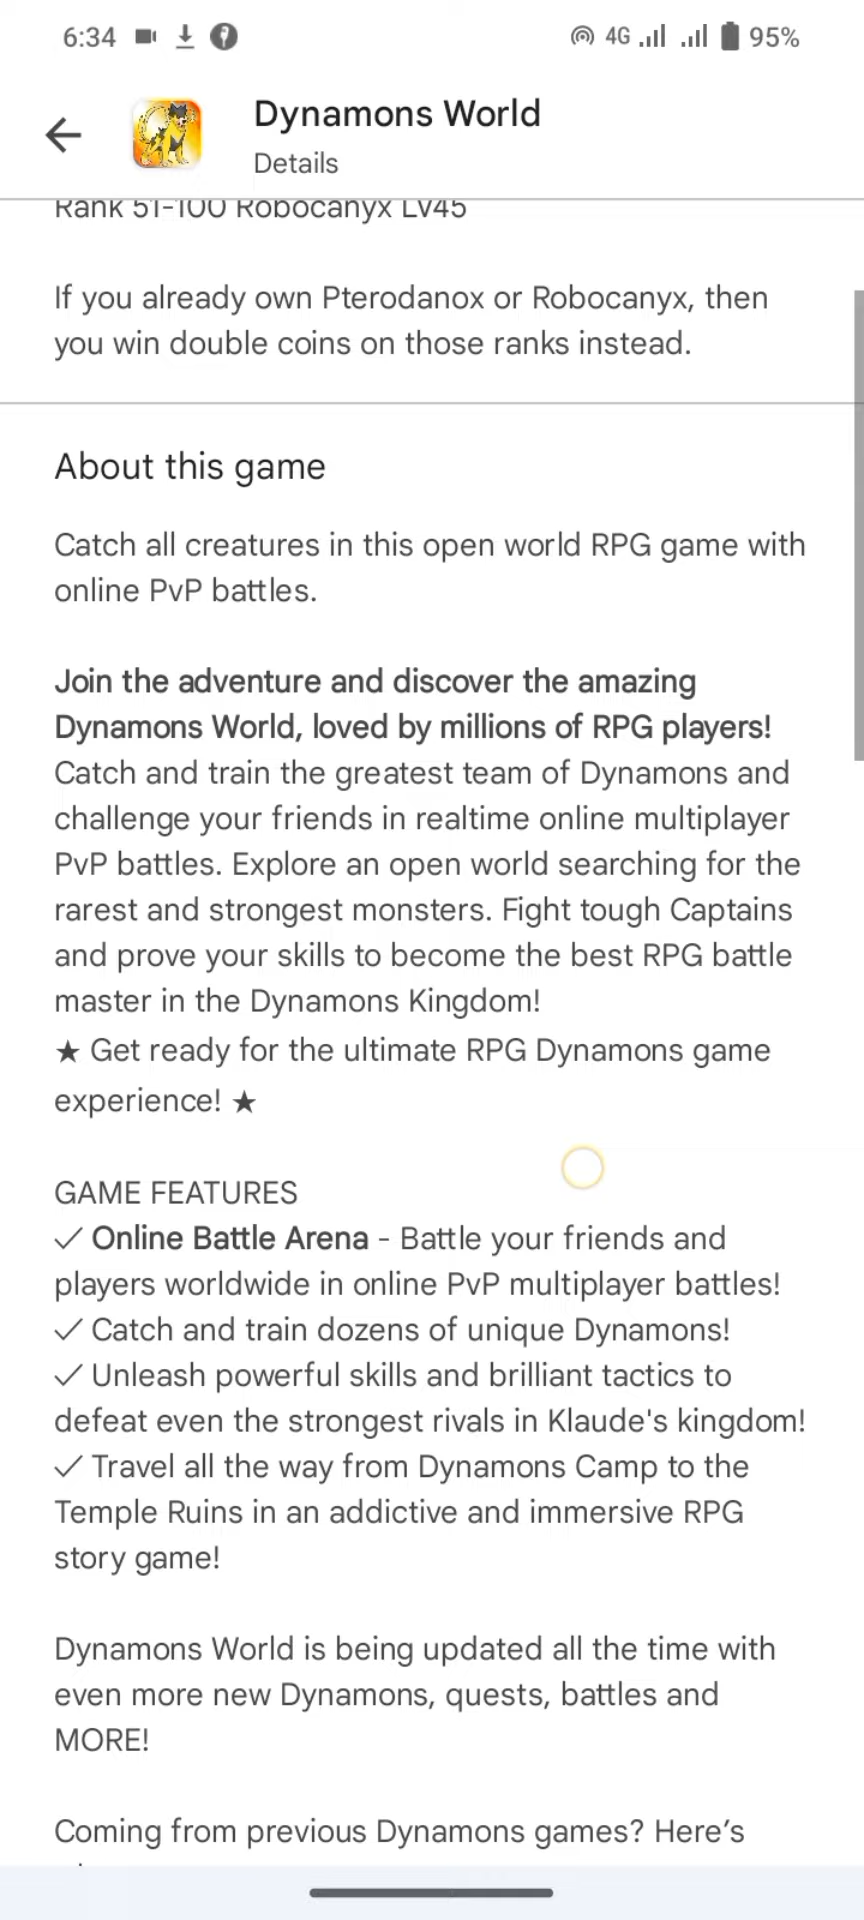 6:34
4G
95%
Dynamons World
Details
Rank 51-100 Robocanyx LV45
If you already own Pterodanox or Robocanyx, then
you win double coins on those ranks instead.
About this game
Catch all creatures in this open world RPG game with
online PvP battles.
Join the adventure and discover the amazing
Dynamons World, loved by millions of RPG players!
Catch and train the greatest team of Dynamons and
challenge your friends in realtime online multiplayer
PvP battles. Explore an open world searching for the
rarest and strongest monsters. Fight tough Captains
and prove your skills to become the best RPG battle
master in the Dynamons Kingdom!
★ Get ready for the ultimate RPG Dynamons game
experience! ★
GAME FEATURES
✓ Online Battle Arena - Battle your friends and
players worldwide in online PvP multiplayer battles!
✓ Catch and train dozens of unique Dynamons!
✓ Unleash powerful skills and brilliant tactics to
defeat even the strongest rivals in Klaude's kingdom!
✓ Travel all the way from Dynamons Camp to the
Temple Ruins in an addictive and immersive RPG
story game!
Dynamons World is being updated all the time with
even more new Dynamons, quests, battles and
MORE!
Coming from previous Dynamons games? Here’s